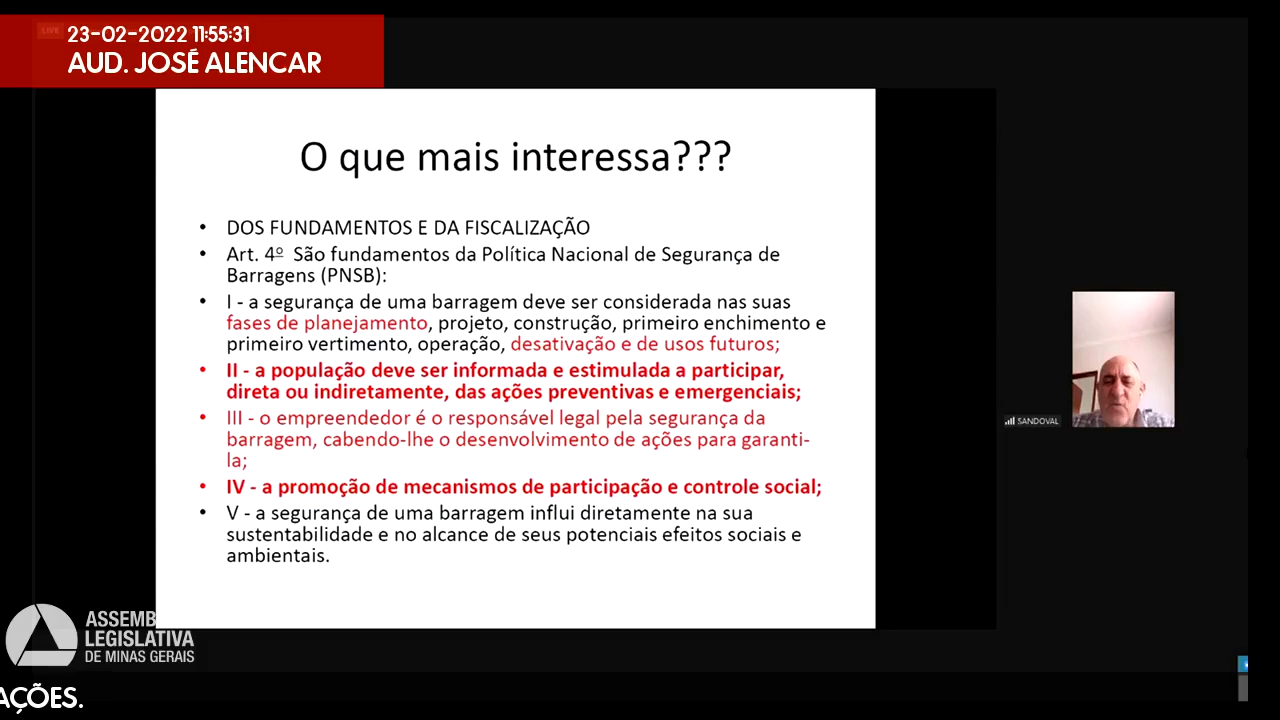 LIVE
23-02-2022 11:55:31
AUD. JOSÉ ALENCAR
O que mais interessa???
• DOS FUNDAMENTOS E DA FISCALIZAÇÃO
• Art. 4º São fundamentos da Política Nacional de Segurança de
Barragens (PNSB):
• I - a segurança de uma barragem deve ser considerada nas suas
fases de planejamento, projeto, construção, primeiro enchimento e
primeiro vertimento, operação, desativação e de usos futuros;
• II - a população deve ser informada e estimulada a participar,
direta ou indiretamente, das ações preventivas e emergenciais;
• III - o empreendedor é o responsável legal pela segurança da
barragem, cabendo-lhe o desenvolvimento de ações para garanti-
la;
• IV - a promoção de mecanismos de participação e controle social;
• V - a segurança de uma barragem influi diretamente na sua
sustentabilidade e no alcance de seus potenciais efeitos sociais e
ambientais.
SANDOVAL
ASSEMB
LEGISLATIVA
DE MINAS GERAIS
AÇÕES.